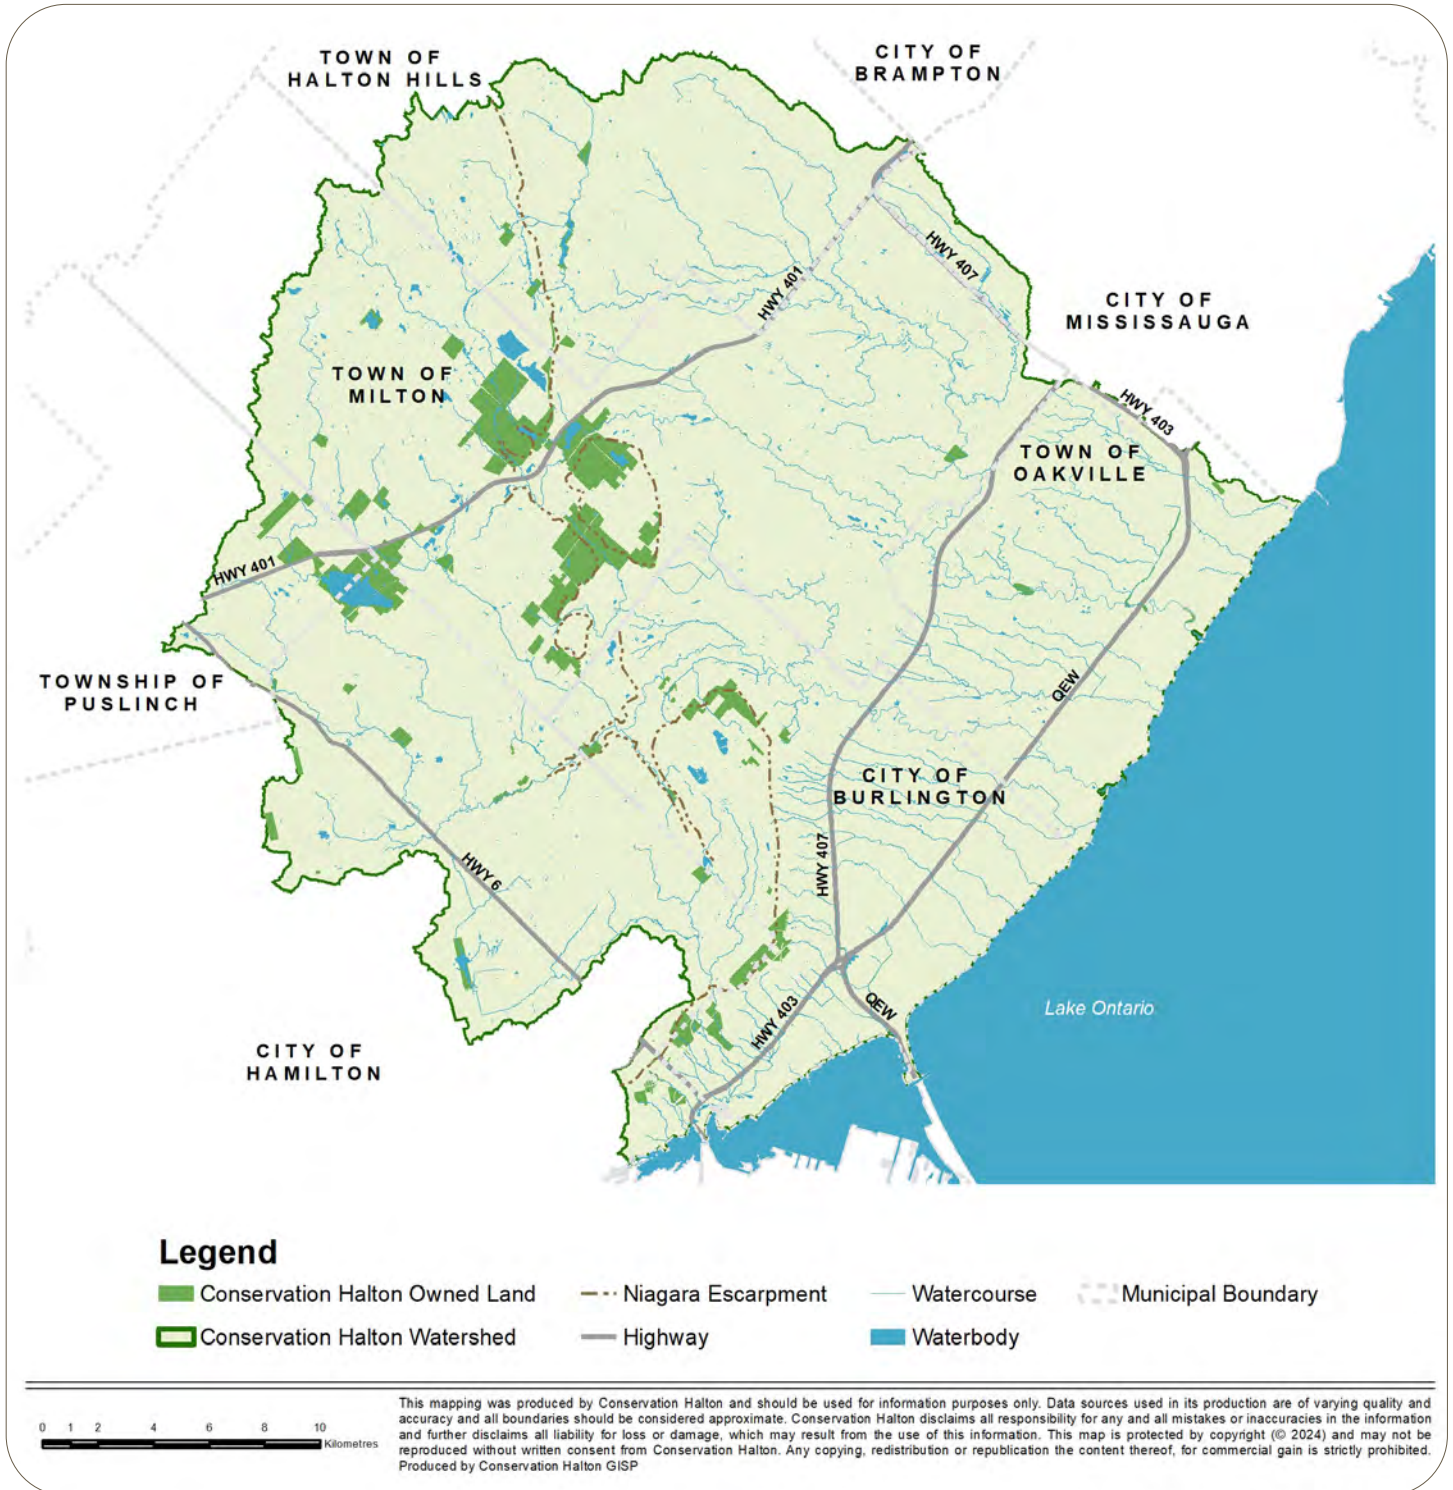 TOWN OF
HALTON HILLS
CITY OF
BRAMPTON
HWY 407
HWY 401
CITY OF
MISSISSAUGA
TOWN OF
MILTON
HWY 403
TOWN OF
OAKVILLE
HWY 401
TOWNSHIP OF
PUSLINCH
QEW
CITY OF
BURLINGTON
HWY 407
HWY 6
Lake Ontario
QEW
HWY 403
CITY OF
HAMILTON
Legend
Conservation Halton Owned Land
Niagara Escarpment
Watercourse
Municipal Boundary
Conservation Halton Watershed
Highway
Waterbody
0 1 2 4 6 8 10
Kilometres
This mapping was produced by Conservation Halton and should be used for information purposes only. Data sources used in its production are of varying quality and
accuracy and all boundaries should be considered approximate. Conservation Halton disclaims all responsibility for any and all mistakes or inaccuracies in the information
and further disclaims all liability for loss or damage, which may result from the use of this information. This map is protected by copyright (© 2024) and may not be
reproduced without written consent from Conservation Halton. Any copying, redistribution or republication the content thereof, for commercial gain is strictly prohibited.
Produced by Conservation Halton GISP